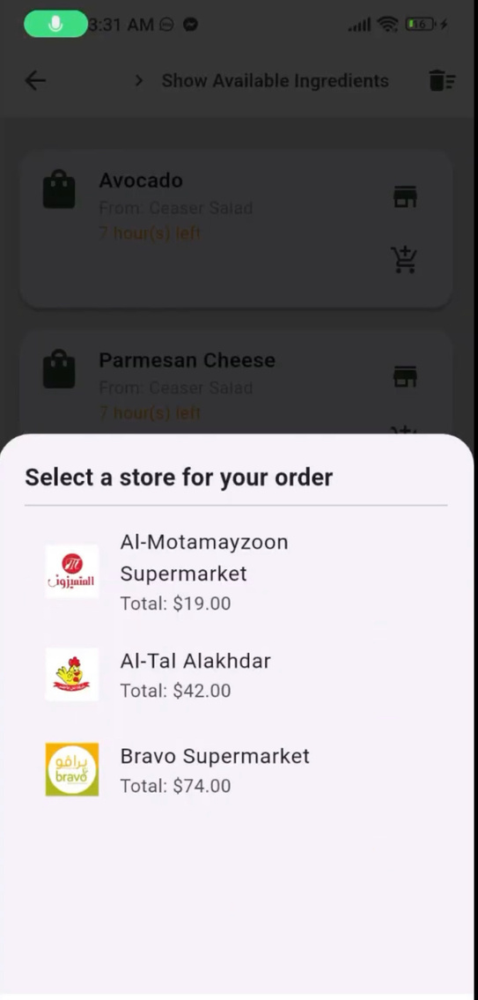 3:31 AM
16
Show Available Ingredients
Avocado
From: Ceaser Salad
7 hour(s) left
Parmesan Cheese
From: Ceaser Salad
7 hour(s) left
Select a store for your order
Al-Motamayzoon
Supermarket
المتميزون
Total: $19.00
Al-Tal Alakhdar
Total: $42.00
Bravo Supermarket
برافو
bravo
Total: $74.00